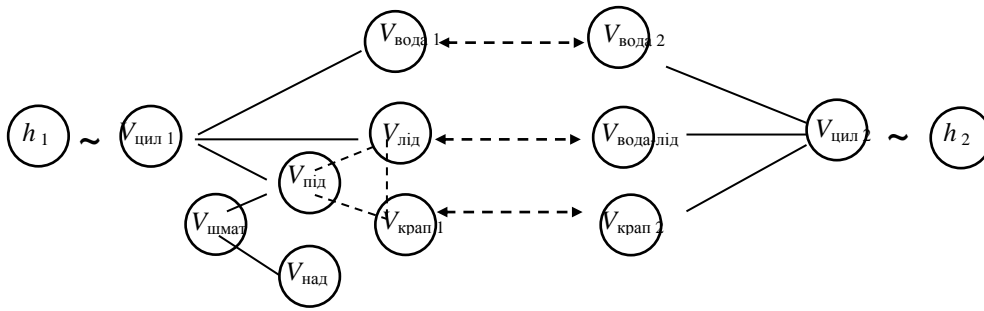 V вода 1
V вода 2
h 1
~
V цил 1
V лід
V вода-лід
V цил 2
~
h 2
V під
V шмат
V крап 1
V крап 2
V над